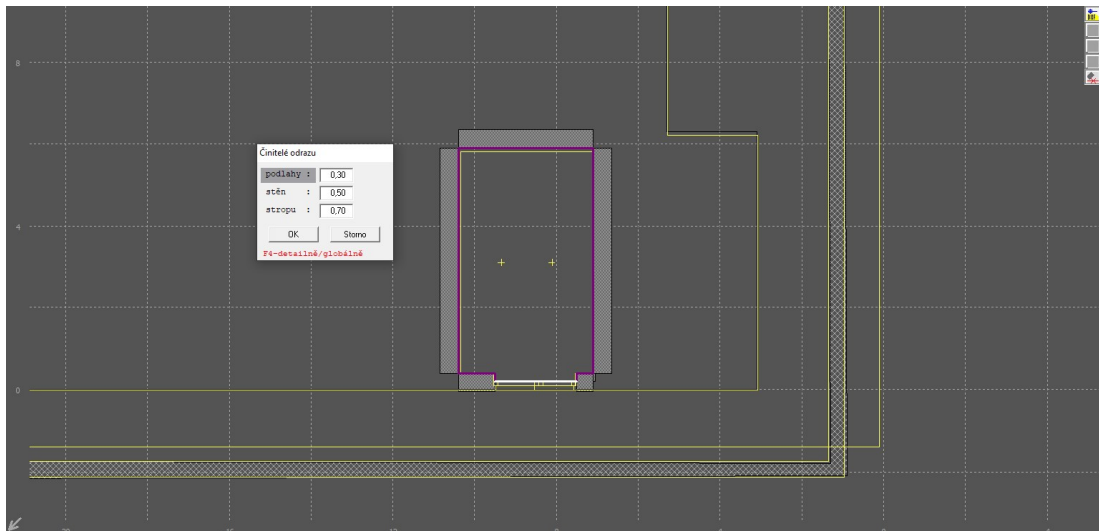 8
Činitelé odrazu
podlahy : 0,30
stěn : 0,50
stropu : 0,70
OK Storno
F4-detailně/globálně
4
0